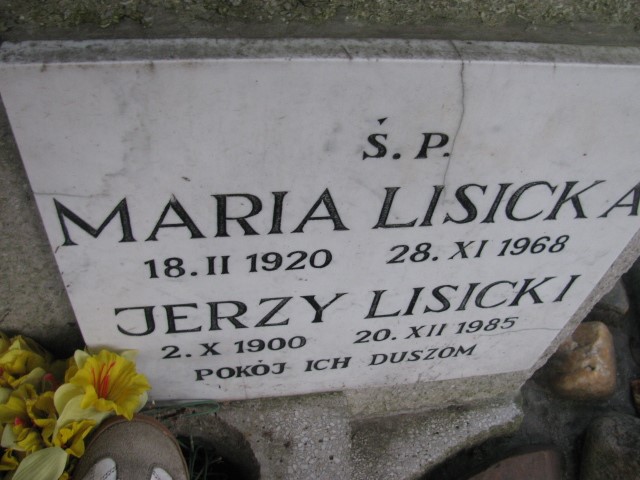 Ś. P.
MARIA LISICKA
18. II 1920 28. XI 1968
JERZY LISICKI
2. X 1900 20. XII 1985
POKÓJ ICH DUSZOM